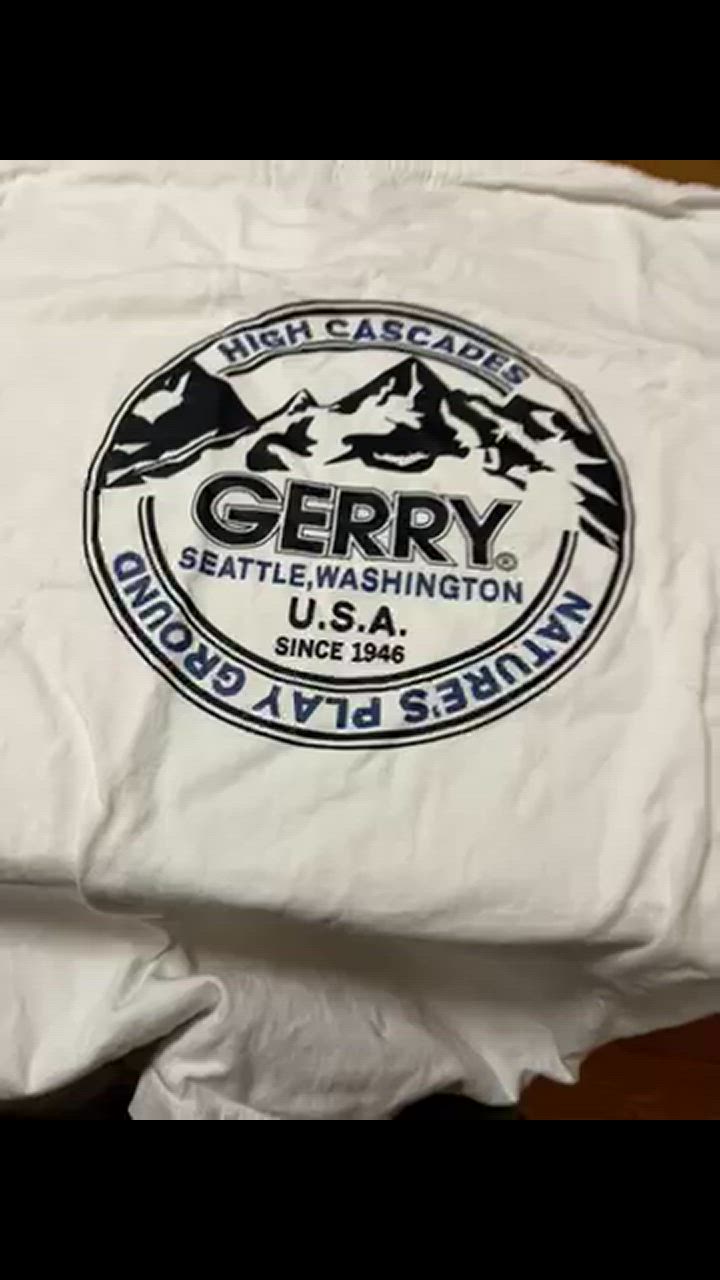 HIGH CASCADES
GERRY®
SEATTLE, WASHINGTON
U.S.A.
SINCE 1946
NATURE'S PLAY GROUND